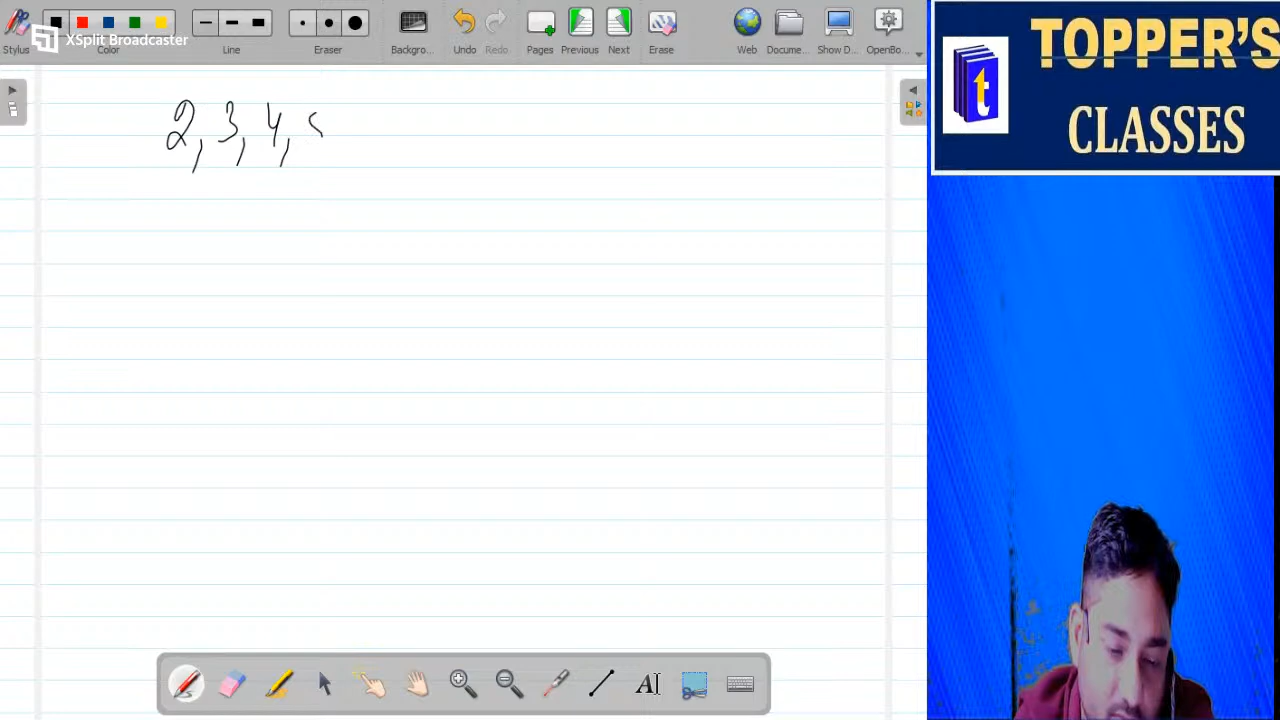 XSplit Broadcaster
Stylus Color Line Eraser Backgro... Undo Redo Pages Previous Next Erase Web Docume... Show D... OpenBo...
TOPPER'S
CLASSES
t
2, 3, 4,